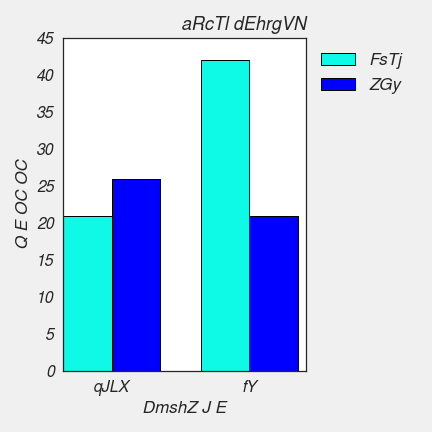 aRcTl dEhrgVN
FsTj
ZGy
Q E OC OC
45
40
35
30
25
20
15
10
5
0
qJLX
fY
DmshZ J E